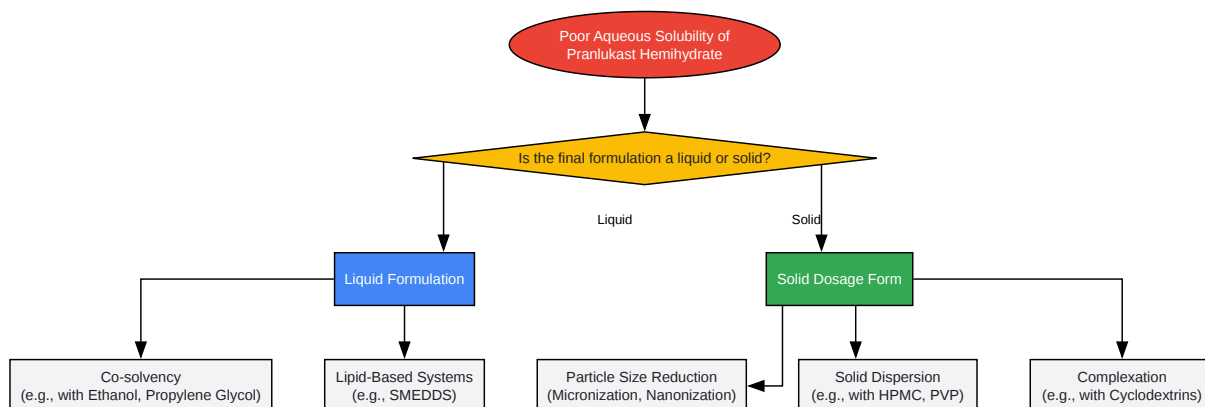 Poor Aqueous Solubility of
Pranlukast Hemihydrate
Is the final formulation a liquid or solid?
Liquid
Solid
Liquid Formulation
Solid Dosage Form
Co-solvency
(e.g., with Ethanol, Propylene Glycol)
Lipid-Based Systems
(e.g., SMEDDS)
Particle Size Reduction
(Micronization, Nanonization)
Solid Dispersion
(e.g., with HPMC, PVP)
Complexation
(e.g., with Cyclodextrins)